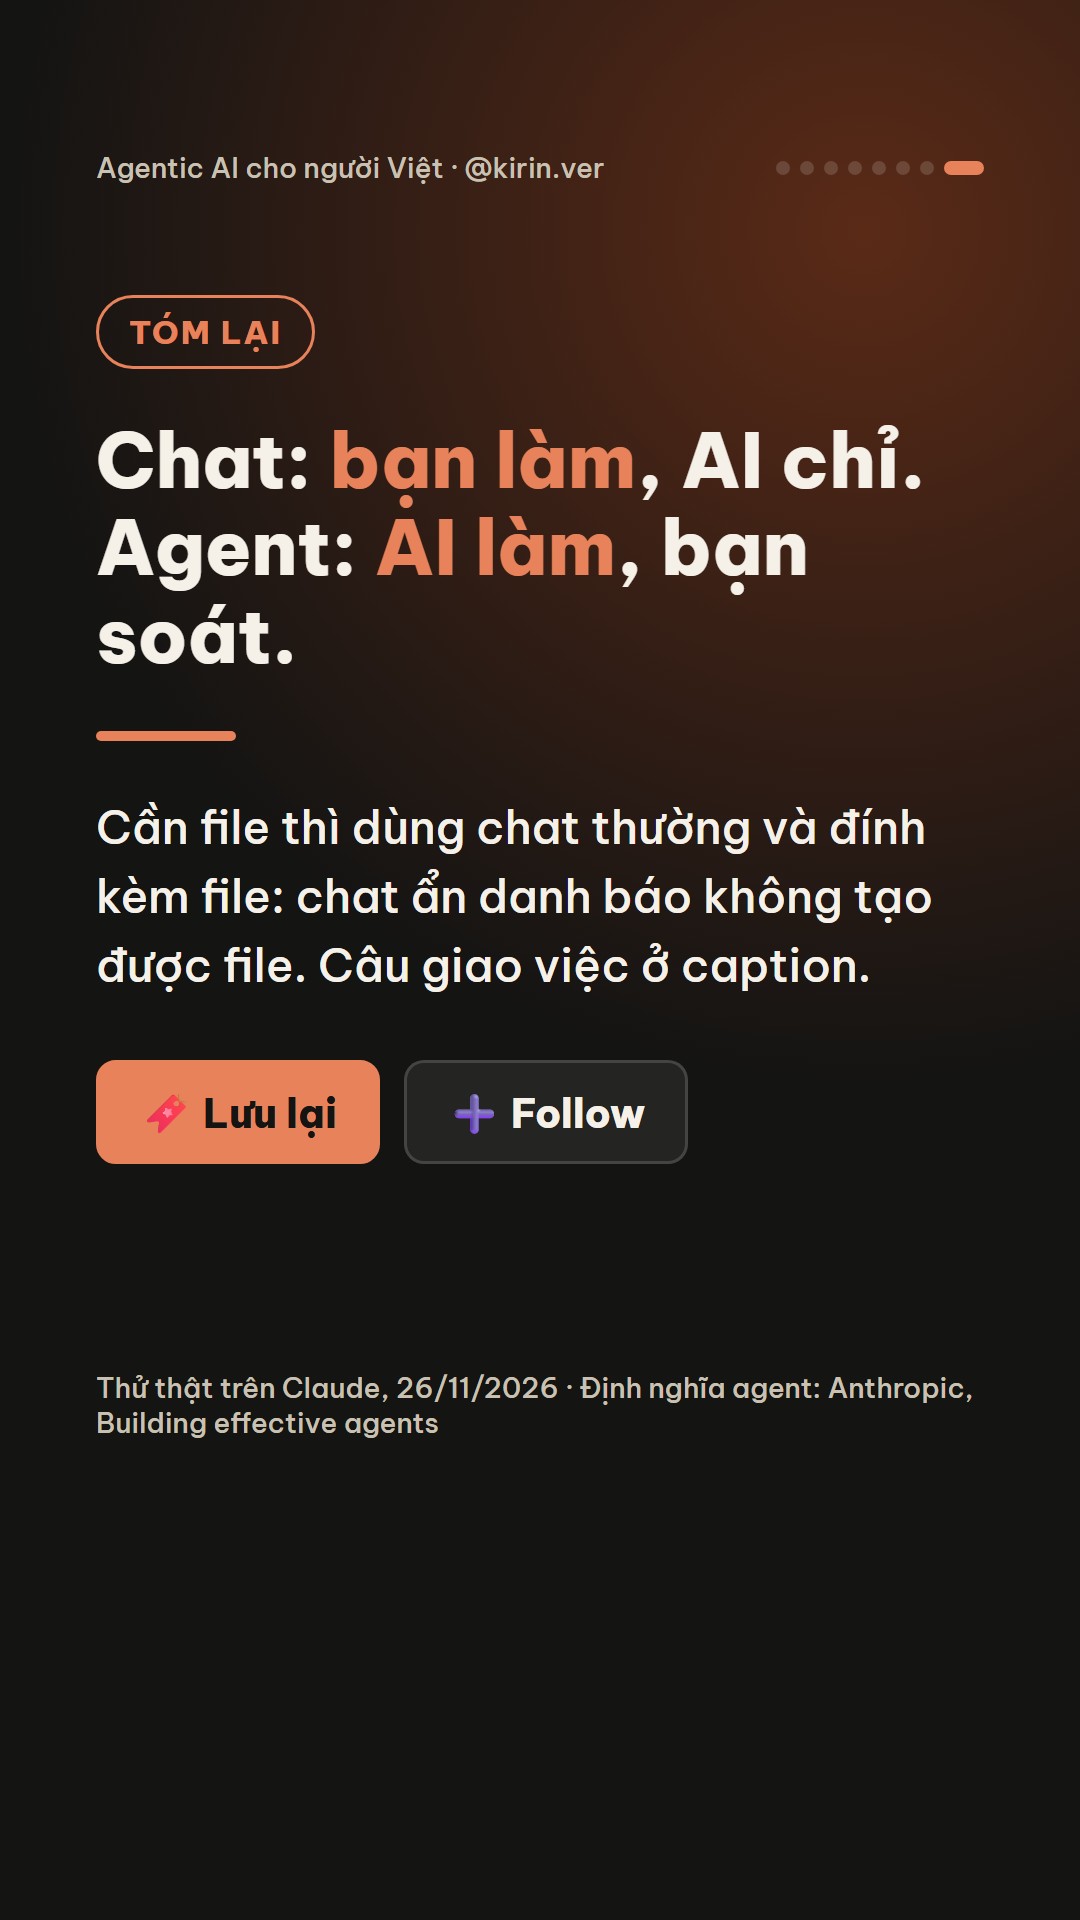 Agentic AI cho người Việt · @kirin.ver
TÓM LẠI
Chat: bạn làm, AI chỉ.
Agent: AI làm, bạn
soát.
Cần file thì dùng chat thường và đính
kèm file: chat ẩn danh báo không tạo
được file. Câu giao việc ở caption.
Lưu lại
Follow
Thử thật trên Claude, 26/11/2026 · Định nghĩa agent: Anthropic,
Building effective agents